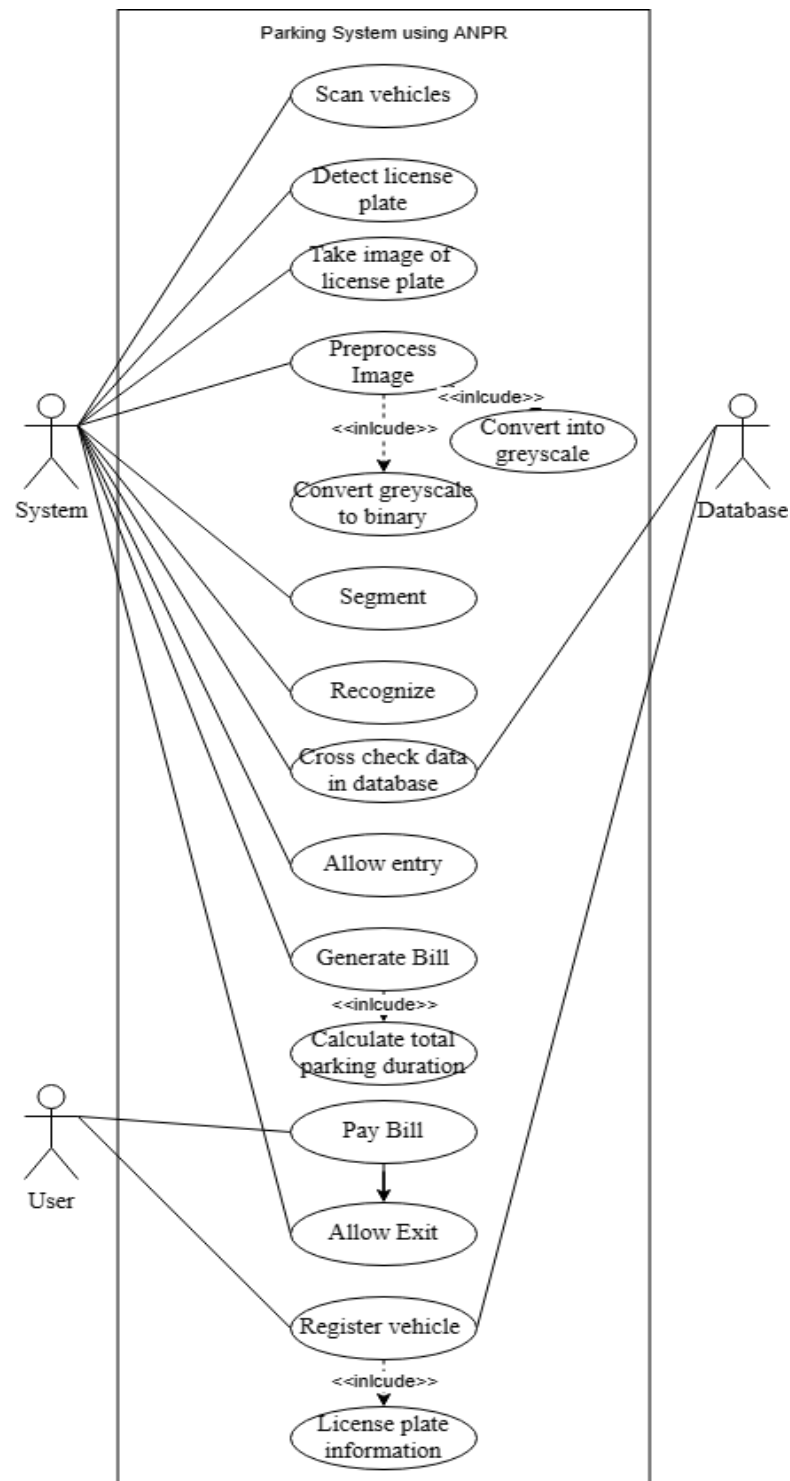 Parking System using ANPR
Scan vehicles
Detect license
plate
Take image of
license plate
Preprocess
Image
<<inlcude>>
<<inlcude>>
Convert into
greyscale
System
Database
Convert greyscale
to binary
Segment
Recognize
Cross check data
in database
Allow entry
Generate Bill
<<inlcude>>
Calculate total
parking duration
Pay Bill
User
Allow Exit
Register vehicle
<<inlcude>>
License plate
information